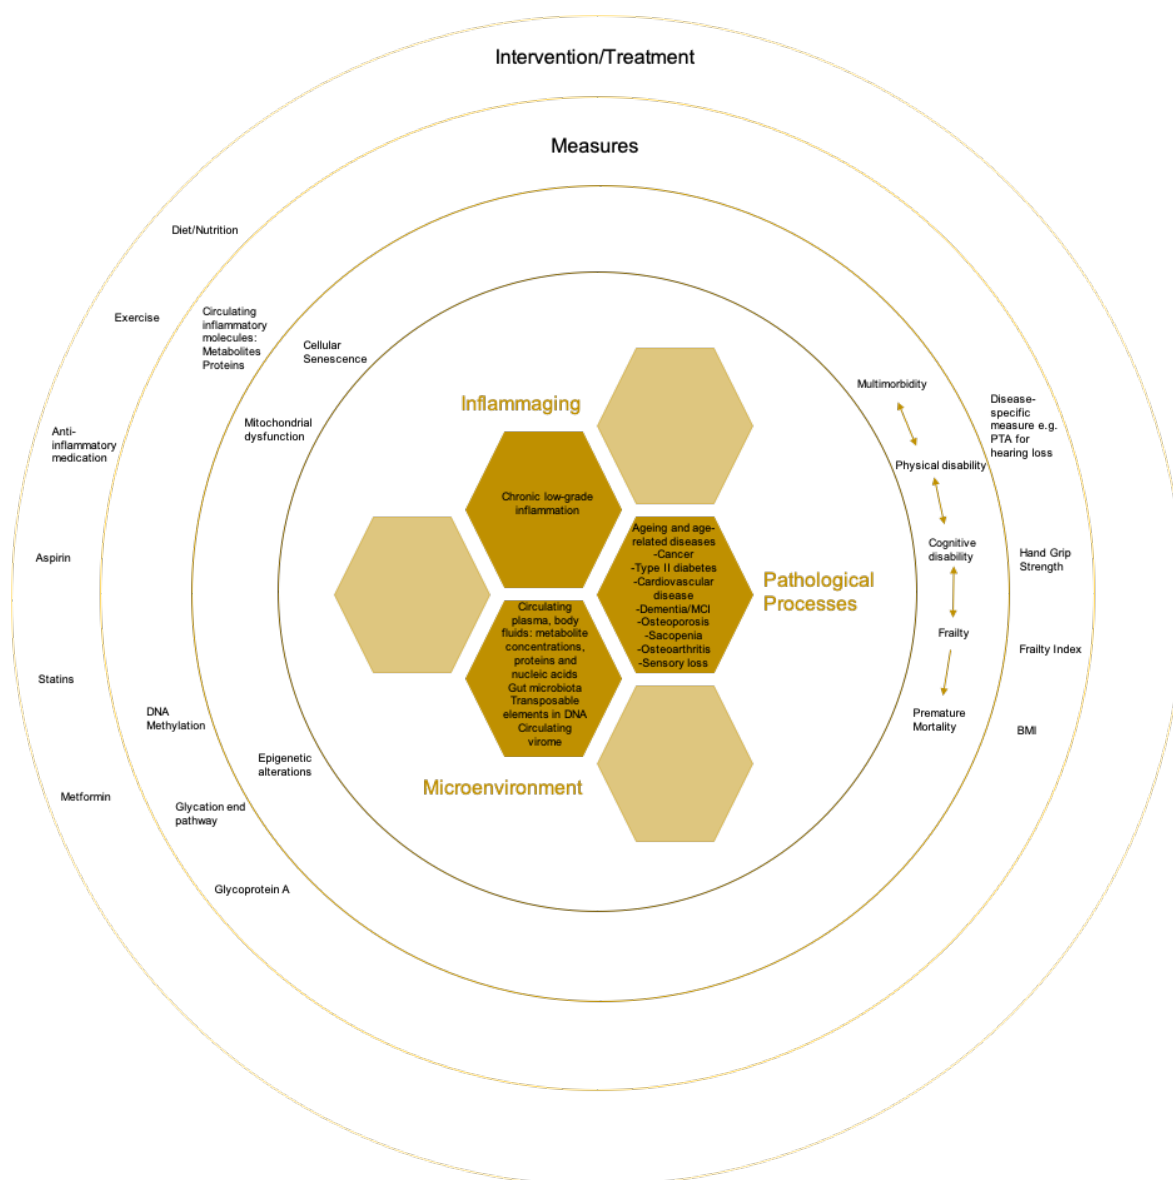 Intervention/Treatment
Measures
Diet/Nutrition
Exercise
Anti-
inflammatory
medication
Aspirin
Statins
Metformin
Circulating
inflammatory
molecules:
Metabolites
Proteins
DNA
Methylation
Glycation end
pathway
Glycoprotein A
Cellular
Senescence
Mitochondrial
dysfunction
Epigenetic
alterations
Inflammaging
Chronic low-grade
inflammation
Ageing and age-
related diseases
-Cancer
-Type II diabetes
-Cardiovascular
disease
-Dementia/MCI
-Osteoporosis
-Sacopenia
-Osteoarthritis
-Sensory loss
Pathological
Processes
Circulating
plasma, body
fluids: metabolite
concentrations,
proteins and
nucleic acids
Gut microbiota
Transposable
elements in DNA
Circulating
virome
Microenvironment
Multimorbidity
Physical disability
Cognitive
disability
Frailty
Premature
Mortality
Disease-
specific
measure e.g.
PTA for
hearing loss
Hand Grip
Strength
Frailty Index
BMI